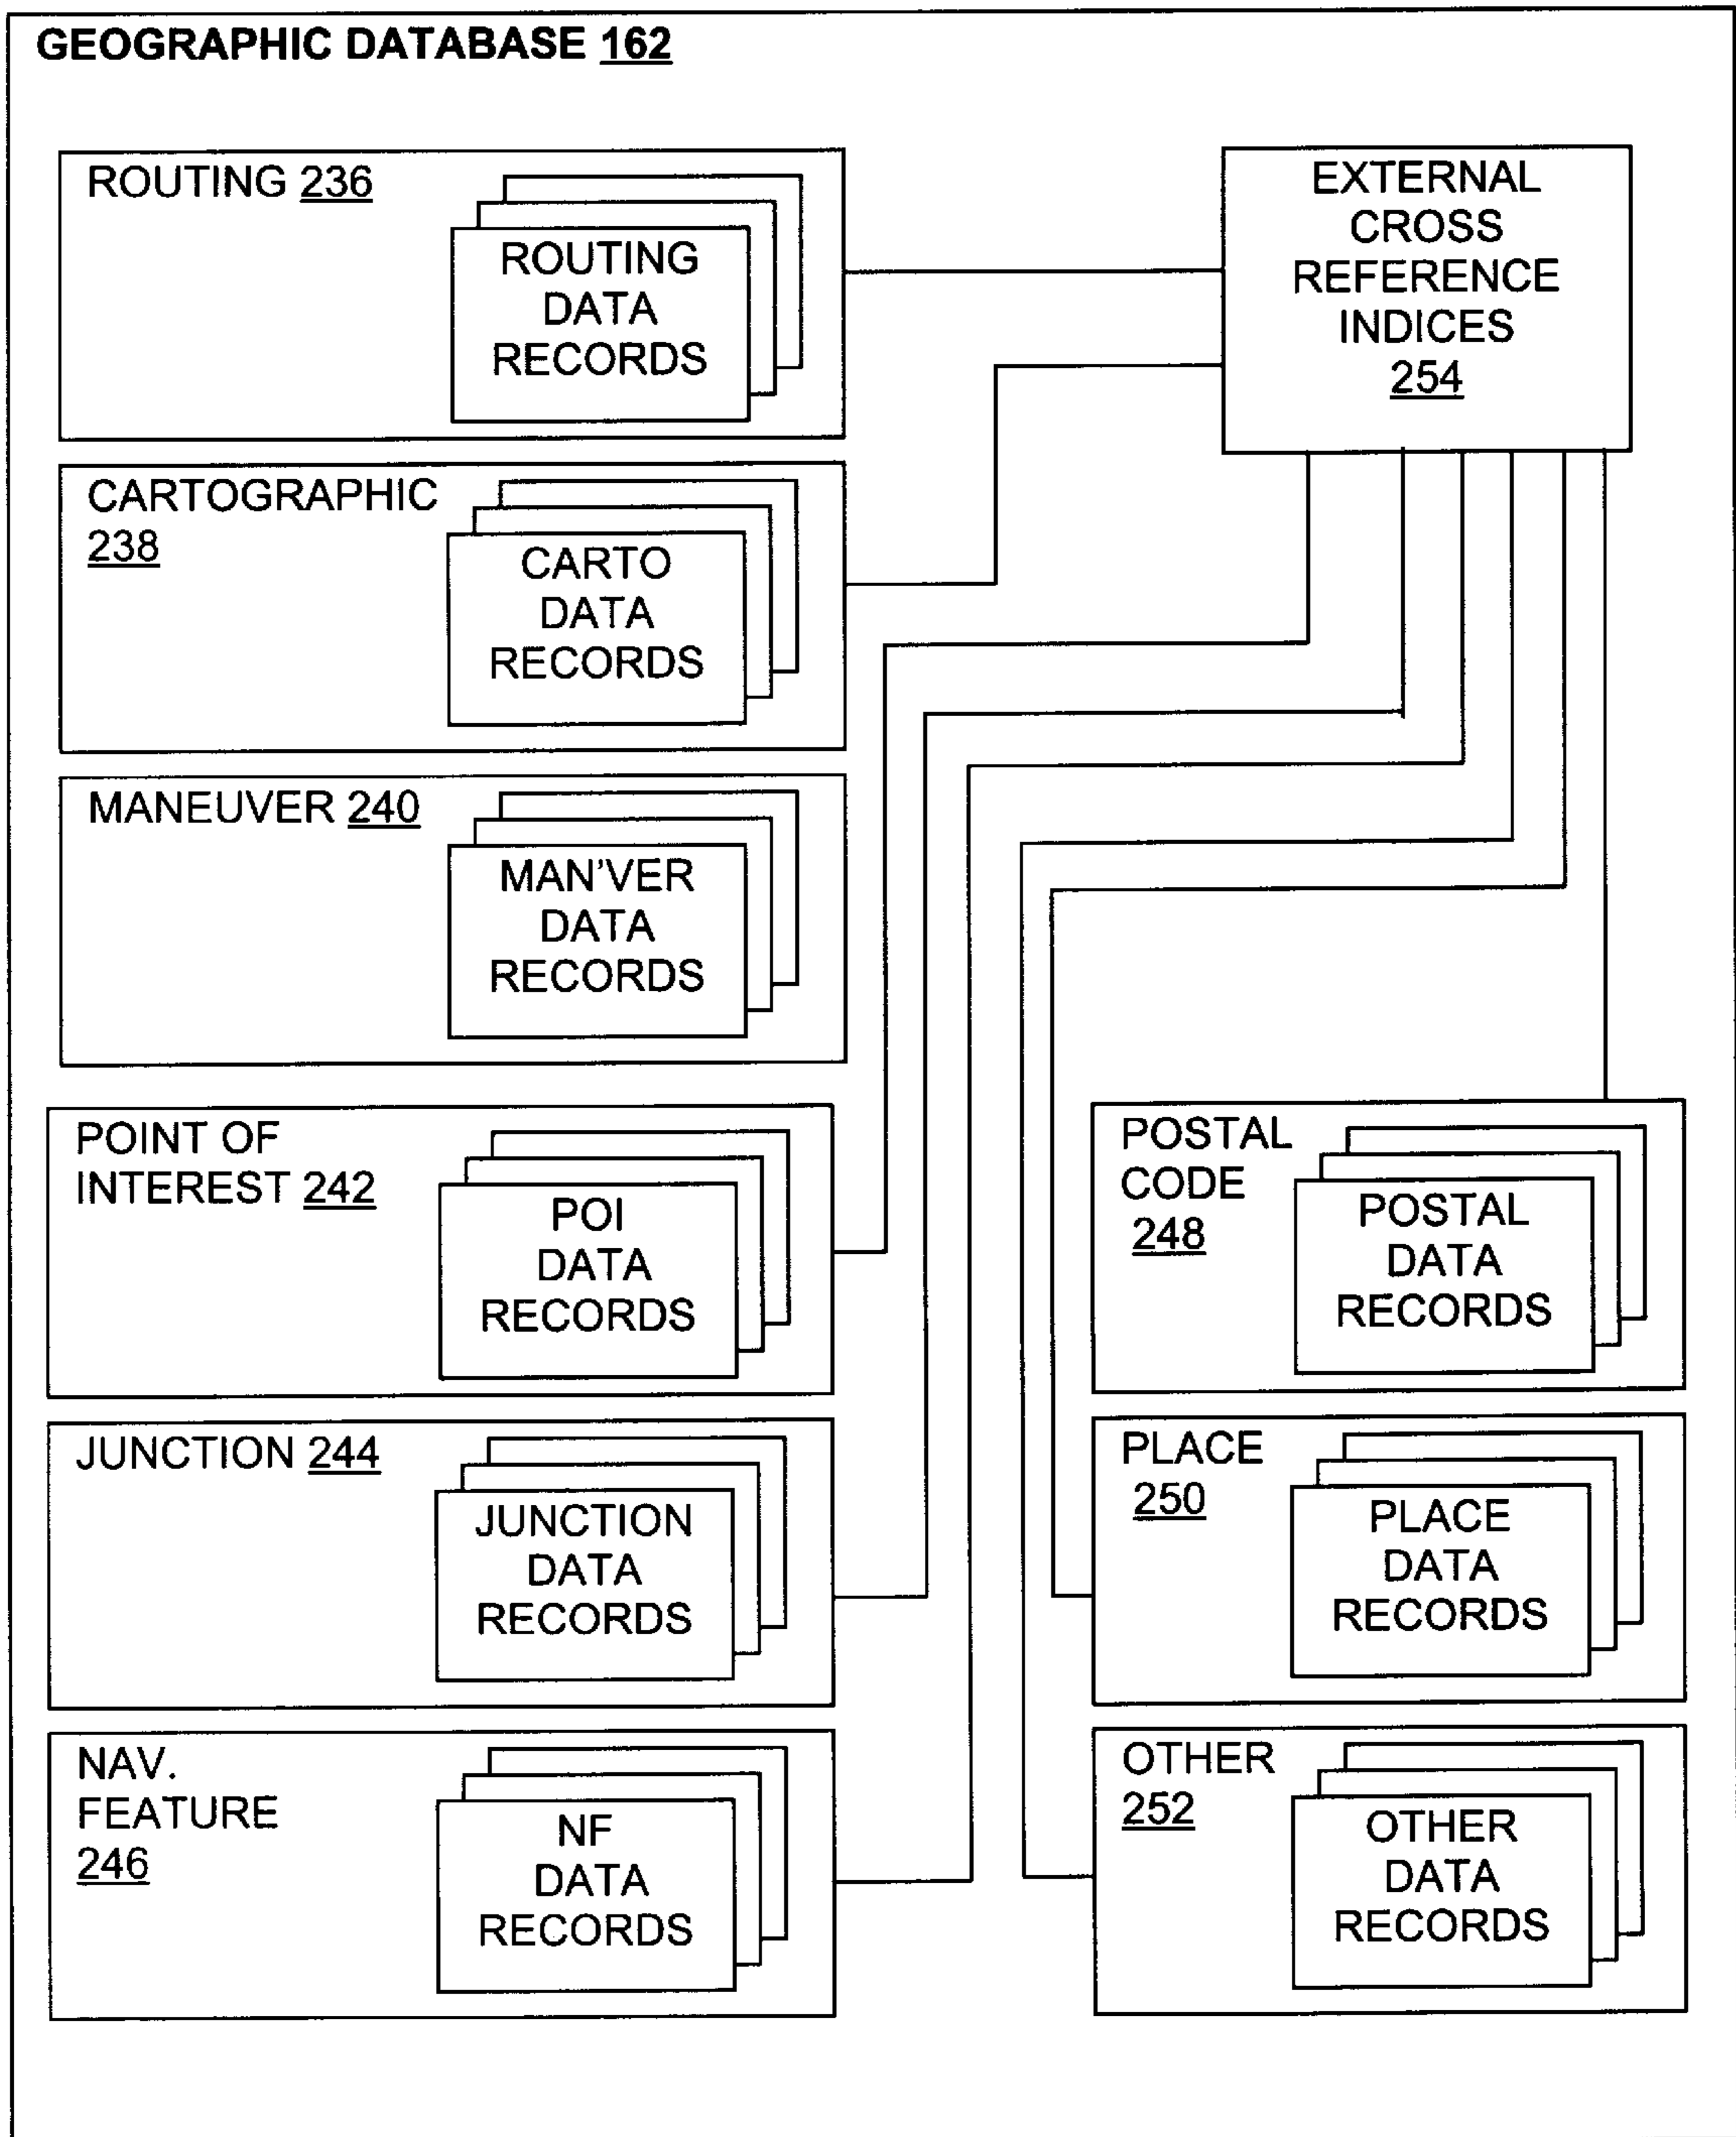 GEOGRAPHIC DATABASE 162
ROUTING 236
ROUTING
DATA
RECORDS
EXTERNAL
CROSS
REFERENCE
INDICES
254
CARTOGRAPHIC
238
CARTO
DATA
RECORDS
MANEUVER 240
MAN'VER
DATA
RECORDS
POINT OF
INTEREST 242
POI
DATA
RECORDS
POSTAL
CODE
248
POSTAL
DATA
RECORDS
JUNCTION 244
JUNCTION
DATA
RECORDS
PLACE
250
PLACE
DATA
RECORDS
NAV.
FEATURE
246
NF
DATA
RECORDS
OTHER
252
OTHER
DATA
RECORDS